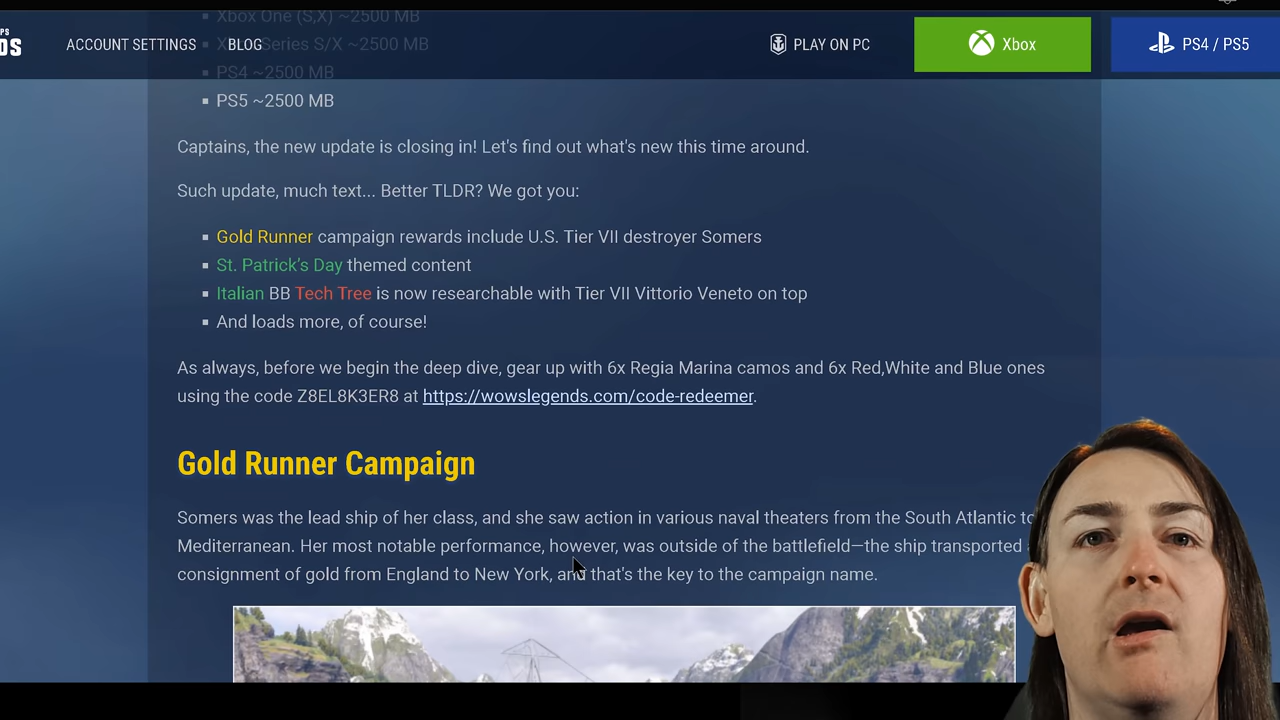 Xbox One (S,X) ~2500 MB
PS
ACCOUNT SETTINGS
BLOG
PLAY ON PC
Xbox
PS4 / PS5
Series S/X ~2500 MB
PS4 ~2500 MB
PS5 ~2500 MB
Captains, the new update is closing in! Let's find out what's new this time around.
Such update, much text... Better TLDR? We got you:
Gold Runner campaign rewards include U.S. Tier VII destroyer Somers
St. Patrick's Day themed content
Italian BB Tech Tree is now researchable with Tier VII Vittorio Veneto on top
And loads more, of course!
As always, before we begin the deep dive, gear up with 6x Regia Marina camos and 6x Red,White and Blue ones
using the code Z8EL8K3ER8 at https://wowslegends.com/code-redeemer.
Gold Runner Campaign
Somers was the lead ship of her class, and she saw action in various naval theaters from the South Atlantic to
Mediterranean. Her most notable performance, however, was outside of the battlefield—the ship transported
consignment of gold from England to New York, and that's the key to the campaign name.